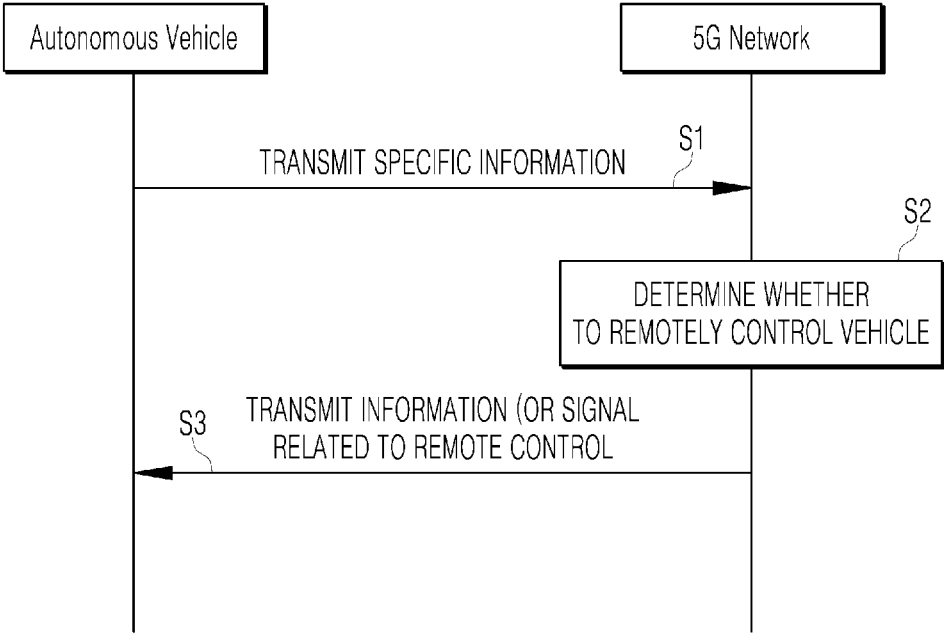 Autonomous Vehicle
5G Network
TRANSMIT SPECIFIC INFORMATION
S1
S2
DETERMINE WHETHER
TO REMOTELY CONTROL VEHICLE
S3
TRANSMIT INFORMATION (OR SIGNAL
RELATED TO REMOTE CONTROL